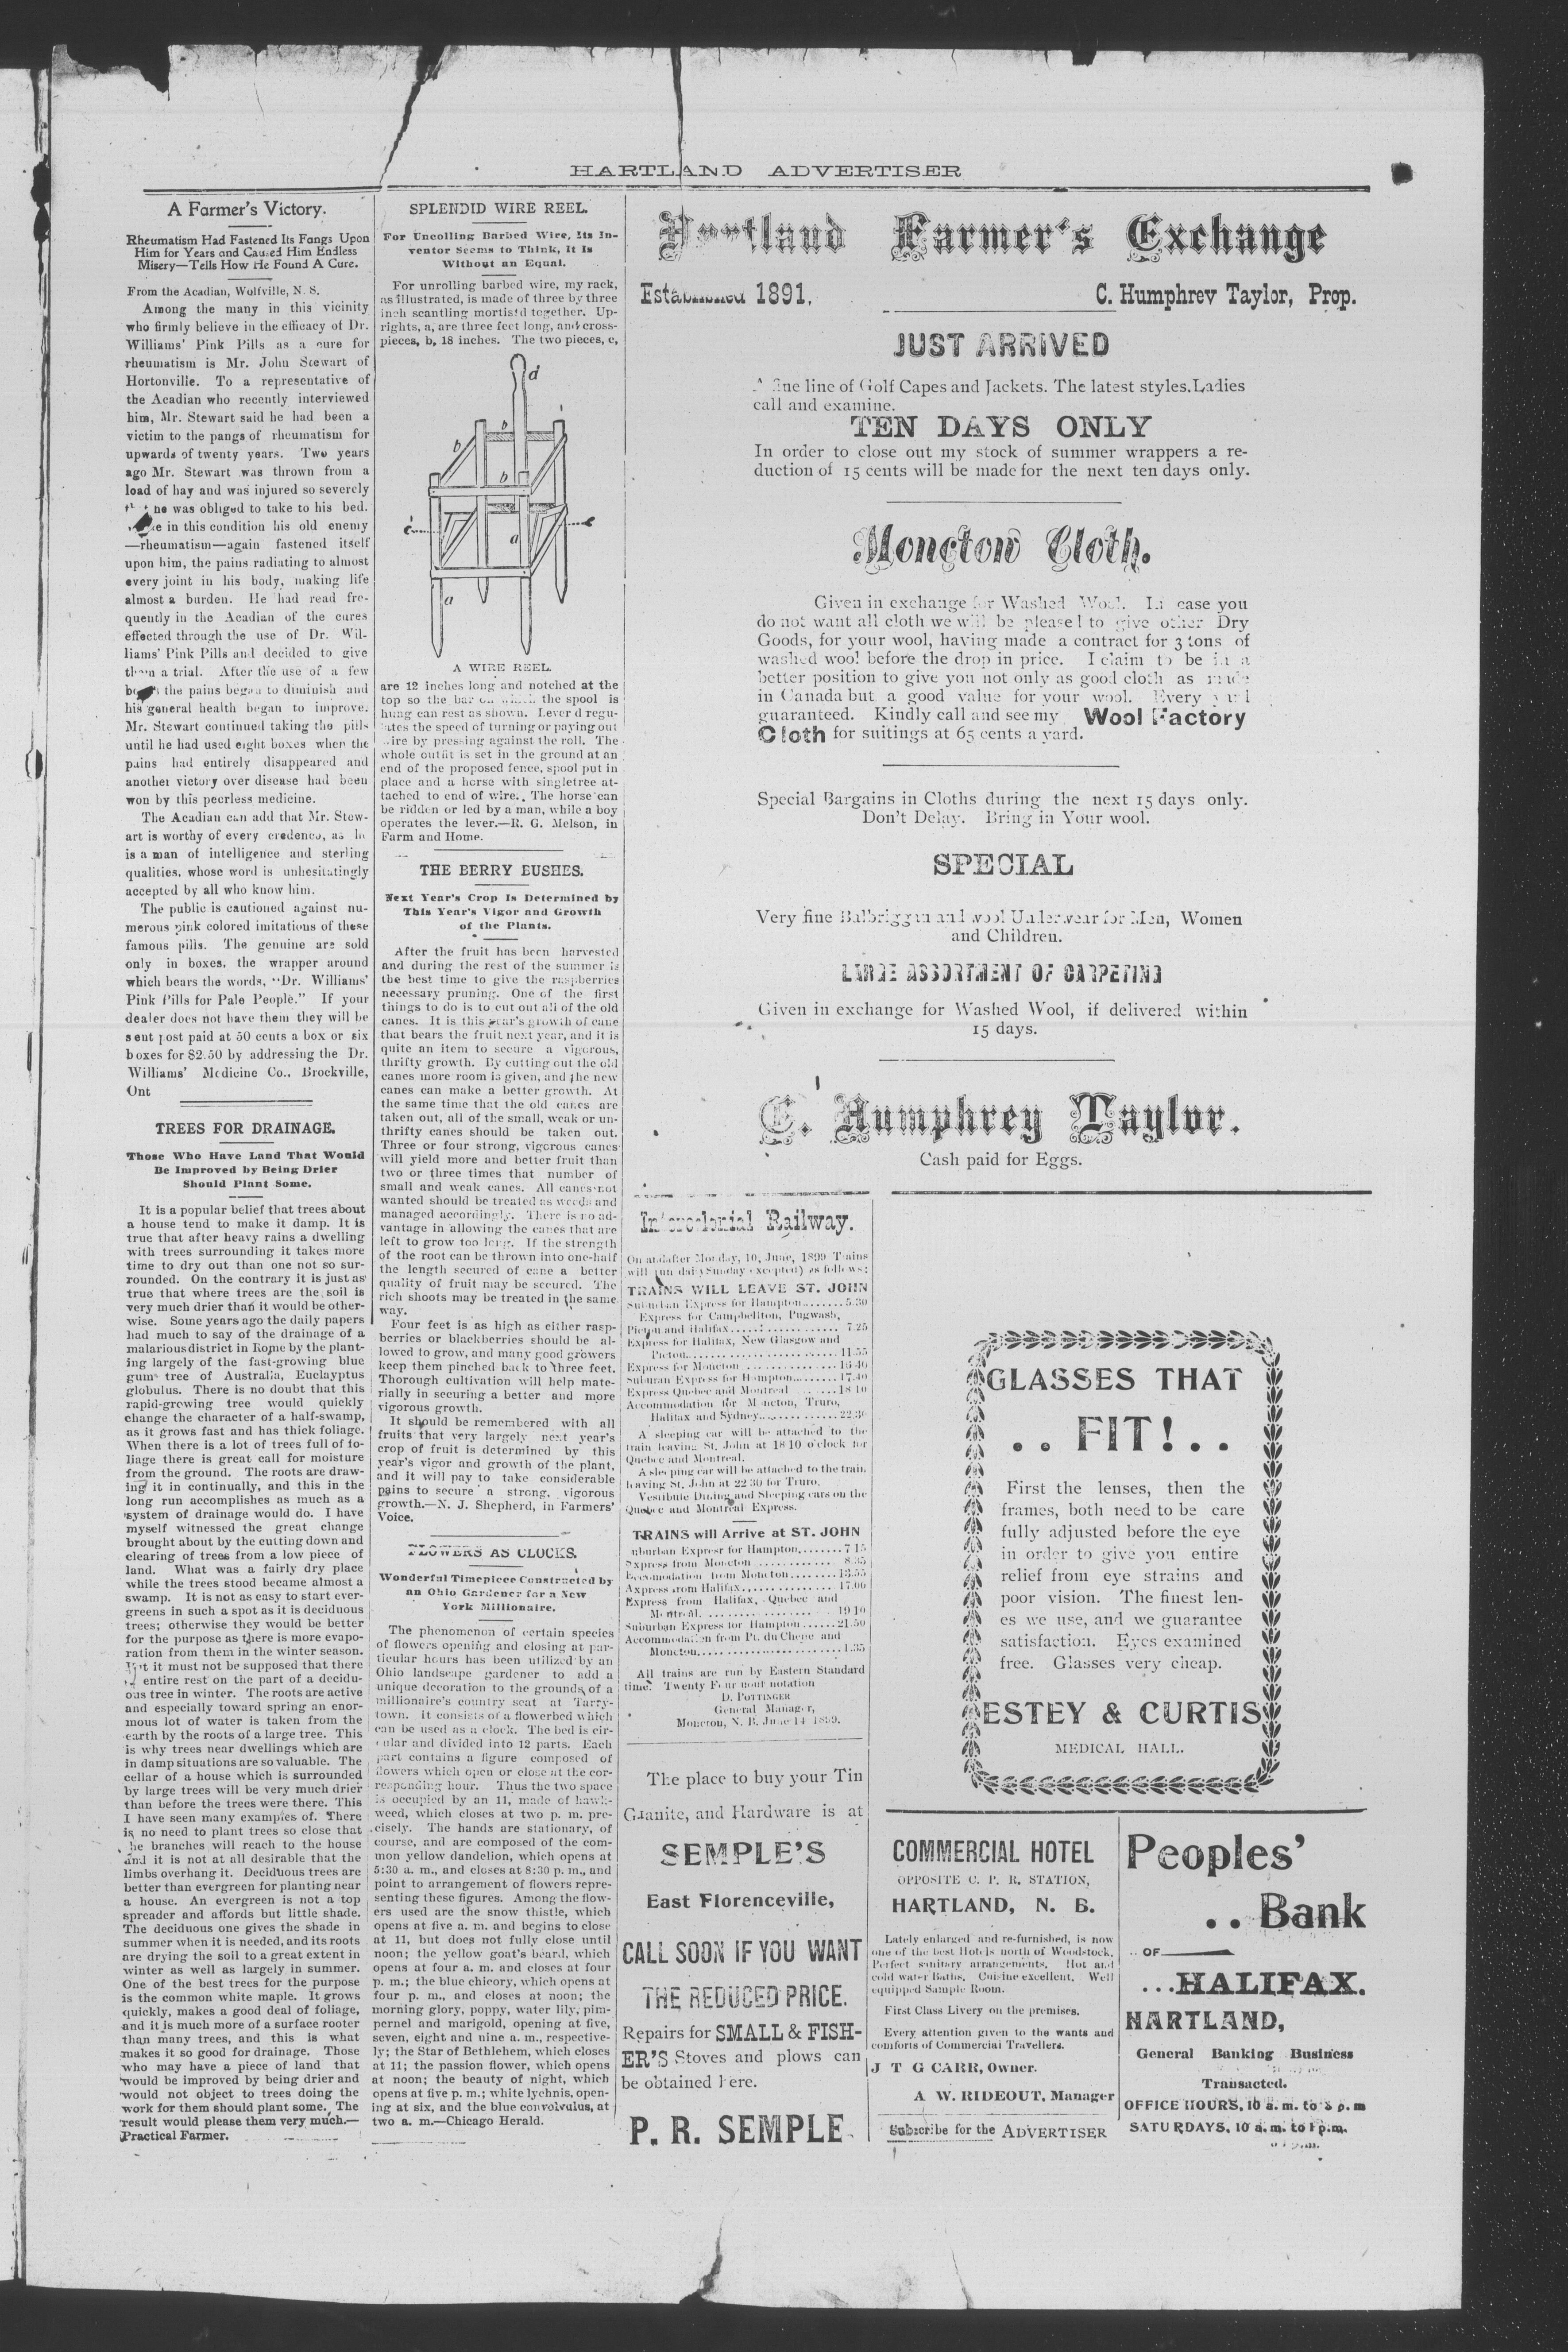 HARTLAND ADVERTISER
A Farmer's Victory.
Rheumatism Had Fastened Its Fangs Upon
Him for Years and Caused Him Endless
Misery—Tells How He Found A Cure.
From the Acadian, Wolfville, N. S.
Among the many in this vicinity
who firmly believe in the efficacy of Dr.
Williams' Pink Pills as a cure for
rheumatism is Mr. John Stewart of
Hortonville. To a representative of
the Acadian who recently interviewed
him, Mr. Stewart said he had been a
victim to the pangs of rheumatism for
upwards of twenty years. Two years
ago Mr. Stewart was thrown from a
load of hay and was injured so severely
he was obliged to take to his bed.
in this condition his old enemy
—rheumatism—again fastened itself
upon him, the pains radiating to almost
every joint in his body, making life
almost a burden. He had read fre-
quently in the Acadian of the cures
effected through the use of Dr. Wil-
liams' Pink Pills and decided to give
them a trial. After the use of a few
the pains began to diminish and
his general health began to improve.
Mr. Stewart continued taking the pills
until he had used eight boxes when the
pains had entirely disappeared and
another victory over disease had been
won by this peerless medicine.
The Acadian can add that Mr. Stew-
art is worthy of every credence, as he
is a man of intelligence and sterling
qualities, whose word is unhesitatingly
accepted by all who know him.
The public is cautioned against nu-
merous pink colored imitations of these
famous pills. The genuine are sold
only in boxes, the wrapper around
which bears the words, "Dr. Williams'
Pink Pills for Pale People." If your
dealer does not have them they will be
sent post paid at 50 cents a box or six
boxes for $2.50 by addressing the Dr.
Williams' Medicine Co., Brockville,
Ont
TREES FOR DRAINAGE.
Those Who Have Land That Would
Be Improved by Being Drier
Should Plant Some.
It is a popular belief that trees about
a house tend to make it damp. It is
true that after heavy rains a dwelling
with trees surrounding it takes more
time to dry out than one not so sur-
rounded. On the contrary it is just as
true that where trees are the soil is
very much drier than it would be other-
wise. Some years ago the daily papers
had much to say of the drainage of a
malarious district in Rome by the plant-
ing largely of the fast-growing blue
gum tree of Australia, Euclayptus
globulus. There is no doubt that this
rapid-growing tree would quickly
change the character of a half-swamp,
as it grows fast and has thick foliage.
When there is a lot of trees full of fo-
liage there is great call for moisture
from the ground. The roots are draw-
ing it in continually, and this in the
long run accomplishes as much as a
system of drainage would do. I have
myself witnessed the great change
brought about by the cutting down and
clearing of trees from a low piece of
land. What was a fairly dry place
while the trees stood became almost a
swamp. It is not as easy to start ever-
greens in such a spot as it is deciduous
trees; otherwise they would be better
for the purpose as there is more evapo-
ration from them in the winter season.
it must not be supposed that there
entire rest on the part of a decidu-
ous tree in winter. The roots are active
and especially toward spring an enor-
mous lot of water is taken from the
earth by the roots of a large tree. This
is why trees near dwellings which are
in damp situations are so valuable. The
cellar of a house which is surrounded
by large trees will be very much drier
than before the trees were there. This
I have seen many examples of. There
is no need to plant trees so close that
he branches will reach to the house
and it is not at all desirable that the
limbs overhang it. Deciduous trees are
better than evergreen for planting near
a house. An evergreen is not a top
spreader and affords but little shade.
The deciduous one gives the shade in
summer when it is needed, and its roots
are drying the soil to a great extent in
winter as well as largely in summer.
One of the best trees for the purpose
is the common white maple. It grows
quickly, makes a good deal of foliage,
and it is much more of a surface rooter
than many trees, and this is what
makes it so good for drainage. Those
who may have a piece of land that
would be improved by being drier and
would not object to trees doing the
work for them should plant some. The
result would please them very much.—
Practical Farmer.
SPLENDID WIRE REEL.
For Uncoiling Barbed Wire, Its In-
ventor Seems to Think, It Is
Without an Equal.
For unrolling barbed wire, my rack,
as illustrated, is made of three by three
inch scantling mortised together. Up-
rights, a, are three feet long, and cross-
pieces, b, 18 inches. The two pieces, c,
d
b
b
b
c
c
a
a
A WIRE REEL.
are 12 inches long and notched at the
top so the bar on which the spool is
hung can rest as shown. Lever d regu-
lates the speed of turning or paying out
wire by pressing against the roll. The
whole outfit is set in the ground at an
end of the proposed fence, spool put in
place and a horse with singletree at-
tached to end of wire. The horse can
be ridden or led by a man, while a boy
operates the lever.—R. G. Melson, in
Farm and Home.
THE BERRY BUSHES.
Next Year's Crop Is Determined by
This Year's Vigor and Growth
of the Plants.
After the fruit has been harvested
and during the rest of the summer is
the best time to give the raspberries
necessary pruning. One of the first
things to do is to cut out all of the old
canes. It is this year's growth of cane
that bears the fruit next year, and it is
quite an item to secure a vigorous,
thrifty growth. By cutting out the old
canes more room is given, and the new
canes can make a better growth. At
the same time that the old canes are
taken out, all of the small, weak or un-
thrifty canes should be taken out.
Three or four strong, vigorous canes
will yield more and better fruit than
two or three times that number of
small and weak canes. All canes not
wanted should be treated as weeds and
managed accordingly. There is no ad-
vantage in allowing the canes that are
left to grow too long. If the strength
of the root can be thrown into one-half
the length secured of cane a better
quality of fruit may be secured. The
rich shoots may be treated in the same
way.
Four feet is as high as either rasp-
berries or blackberries should be al-
lowed to grow, and many good growers
keep them pinched back to three feet.
Thorough cultivation will help mate-
rially in securing a better and more
vigorous growth.
It should be remembered with all
fruits that very largely next year's
crop of fruit is determined by this
year's vigor and growth of the plant,
and it will pay to take considerable
pains to secure a strong, vigorous
growth.—N. J. Shepherd, in Farmers'
Voice.
FLOWERS AS CLOCKS.
Wonderful Timepiece Constructed by
an Ohio Gardener for a New
York Millionaire.
The phenomenon of certain species
of flowers opening and closing at par-
ticular hours has been utilized by an
Ohio landscape gardener to add a
unique decoration to the grounds of a
millionaire's country seat at Tarry-
town. It consists of a flowerbed which
can be used as a clock. The bed is cir-
cular and divided into 12 parts. Each
part contains a figure composed of
flowers which open or close at the cor-
responding hour. Thus the two space
is occupied by an 11, made of hawk-
weed, which closes at two p. m. pre-
cisely. The hands are stationary, of
course, and are composed of the com-
mon yellow dandelion, which opens at
5:30 a. m., and closes at 8:30 p. m., and
point to arrangement of flowers repre-
senting these figures. Among the flow-
ers used are the snow thistle, which
opens at five a. m. and begins to close
at 11, but does not fully close until
noon; the yellow goat's beard, which
opens at four a. m. and closes at four
p. m.; the blue chicory, which opens at
four p. m., and closes at noon; the
morning glory, poppy, water lily, pim-
pernel and marigold, opening at five,
seven, eight and nine a. m., respective-
ly; the Star of Bethlehem, which closes
at 11; the passion flower, which opens
at noon; the beauty of night, which
opens at five p. m.; white lychnis, open-
ing at six, and the blue convolvulus, at
two a. m.—Chicago Herald.
Hartland Farmer's Exchange
Established 1891,
C. Humphrey Taylor, Prop.
JUST ARRIVED
A fine line of Golf Capes and Jackets. The latest styles. Ladies
call and examine.
TEN DAYS ONLY
In order to close out my stock of summer wrappers a re-
duction of 15 cents will be made for the next ten days only.
Moncton Cloth.
Given in exchange for Washed Wool. In case you
do not want all cloth we will be pleased to give other Dry
Goods, for your wool, having made a contract for 3 tons of
washed wool before the drop in price. I claim to be in a
better position to give you not only as good cloth as made
in Canada but a good value for your wool. Every yard
guaranteed. Kindly call and see my Wool Factory
Cloth for suitings at 65 cents a yard.
Special Bargains in Cloths during the next 15 days only.
Don't Delay. Bring in Your wool.
SPECIAL
Very fine Balbriggan and wool Underwear for Men, Women
and Children.
LARGE ASSORTMENT OF CARPETING
Given in exchange for Washed Wool, if delivered within
15 days.
C. Humphrey Taylor.
Cash paid for Eggs.
Intercolonial Railway.
On and after Monday, 10, June, 1899 Trains
will run daily Sunday excepted) as follows:
TRAINS WILL LEAVE ST. JOHN
Suburban Express for Hampton........5.30
Express for Campbellton, Pugwash,
Pictou and Halifax.................. 7.25
Express for Halifax, New Glasgow and
Pictou.......................11.55
Express for Moncton ...............16 40
Suburan Express for Hampton........17.40
Express Quebec and Montreal ......18 10
Accommodation for Moncton, Truro,
Halifax and Sydney..............22.30
A sleeping car will be attached to the
train leaving St. John at 18 10 o'clock for
Quebec and Montreal.
A sleeping car will be attached to the train
leaving St. John at 22 30 for Truro.
Vestibule Dining and Sleeping cars on the
Quebec and Montreal Express.
TRAINS will Arrive at ST. JOHN
uburban Express for Hampton........7 15
Express from Moncton ............ 8.35
Accomodation from Moncton........13.55
Express from Halifax.............. 17.00
Express from Halifax, Quebec and
Montreal. .................. 19 10
Suburban Express for Hampton......21.50
Accommodation from Pt. du Chene and
Moncton......................1.35
All trains are run by Eastern Standard
time. Twenty Four hour notation
D. POTTINGER
General Manager,
Moncton, N. B. June 14 1899.
The place to buy your Tin
Granite, and Hardware is at
SEMPLE'S
East Florenceville,
CALL SOON IF YOU WANT
THE REDUCED PRICE.
Repairs for SMALL & FISH-
ER'S Stoves and plows can
be obtained here.
P. R. SEMPLE
GLASSES THAT
.. FIT!..
First the lenses, then the
frames, both need to be care
fully adjusted before the eye
in order to give you entire
relief from eye strains and
poor vision. The finest len-
es we use, and we guarantee
satisfaction. Eyes examined
free. Glasses very cheap.
ESTEY & CURTIS
MEDICAL HALL.
COMMERCIAL HOTEL
OPPOSITE C. P. R. STATION,
HARTLAND, N. B.
Lately enlarged and re-furnished, is now
one of the best Hotels north of Woodstock.
Perfect sanitary arrangements. Hot and
cold water Baths. Cuisine excellent. Well
equipped Sample Room.
First Class Livery on the premises.
Every attention given to the wants and
comforts of Commercial Travellers.
J T G CARR, Owner.
A W. RIDEOUT, Manager
Subscribe for the ADVERTISER
Peoples'
.. Bank
.. OF
...HALIFAX.
HARTLAND,
General Banking Business
Transacted.
OFFICE HOURS, 10 a. m. to 3 p. m
SATURDAYS, 10 a. m. to 1 p.m.